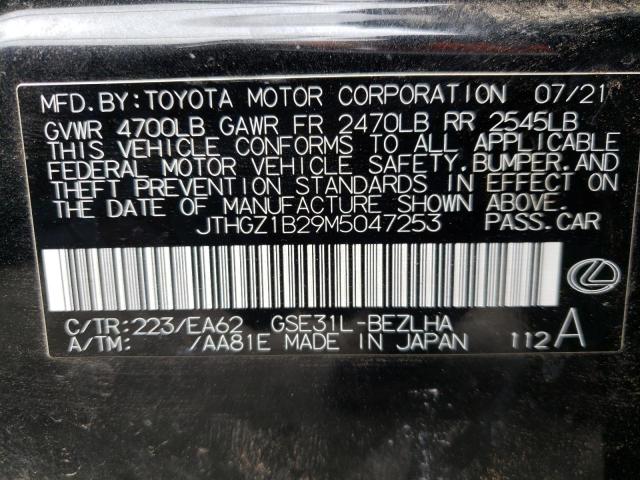 MFD.BY:TOYOTA MOTOR CORPORATION 07/21
GVWR 4700LB GAWR FR 2470LB RR 2545LB
THIS VEHICLE CONFORMS TO ALL APPLICABLE
FEDERAL MOTOR VEHICLE SAFETY,BUMPER,AND
THEFT PREVENTION STANDARDS IN EFFECT ON
THE DATE OF MANUFACTURE SHOWN ABOVE.
JTHGZ1B29M5047253 PASS.CAR
C/TR:223/EA62 GSE31L-BEZLHA
A/TM: /AA81E MADE IN JAPAN 112A